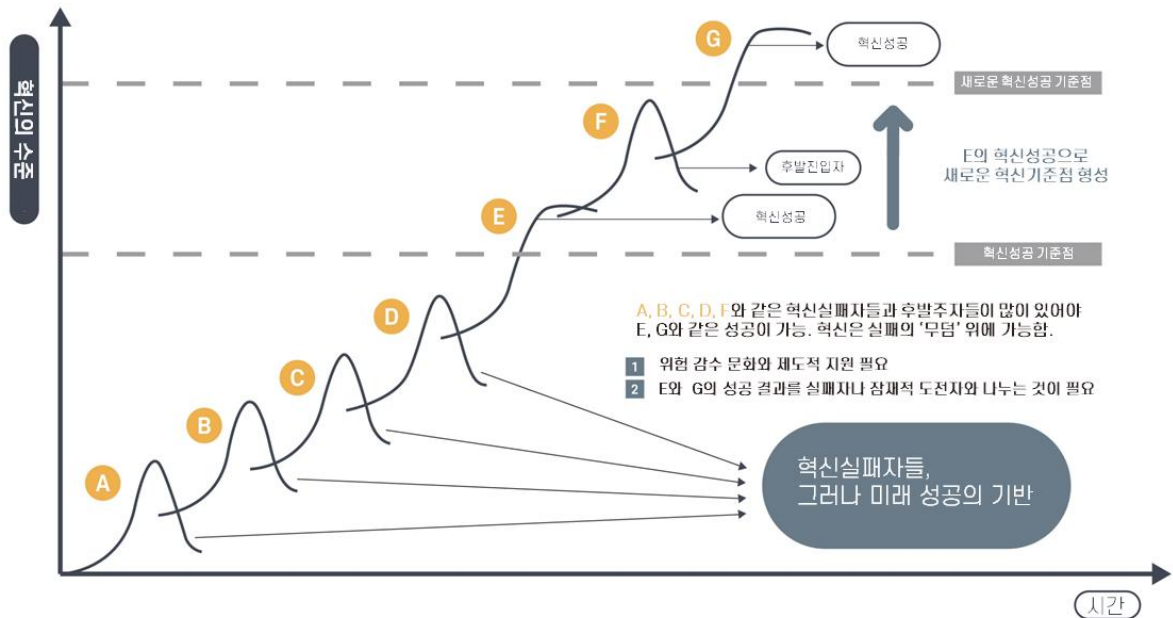 혁신의 수준
G
혁신성공
새로운 혁신성공 기준점
F
E의 혁신성공으로
새로운 혁신기준점 형성
후발진입자
E
혁신성공
혁신성공 기준점
D
A, B, C, D, F와 같은 혁신실패자들과 후발주자들이 많이 있어야
E, G와 같은 성공이 가능. 혁신은 실패의 ‘무덤’ 위에 가능함.
1 위험 감수 문화와 제도적 지원 필요
2 E와 G의 성공 결과를 실패자나 잠재적 도전자와 나누는 것이 필요
C
B
A
혁신실패자들,
그러나 미래 성공의 기반
시간